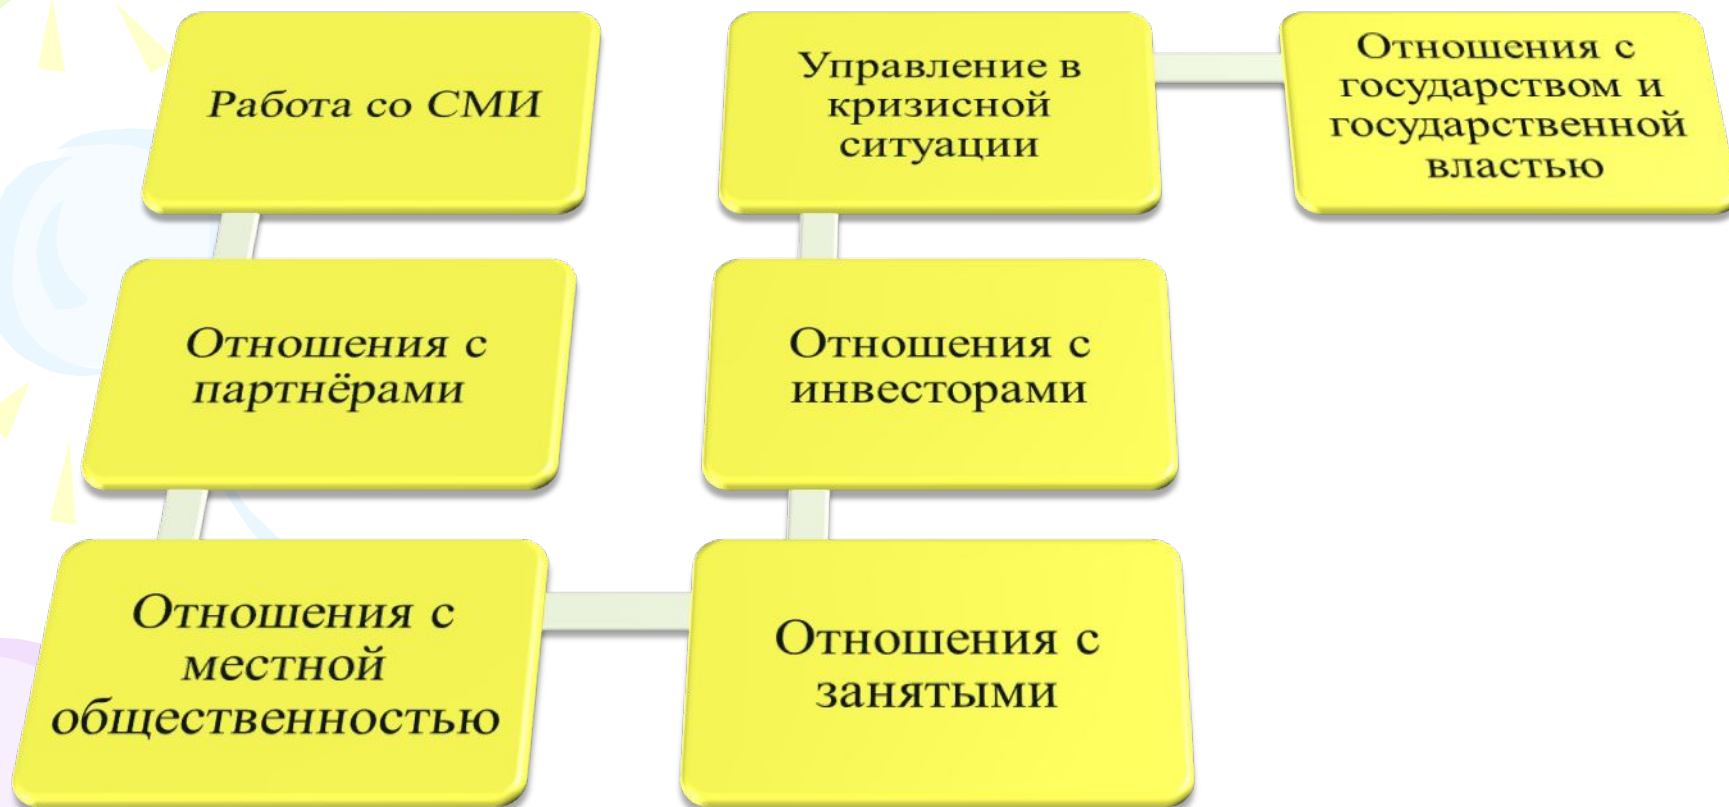 Работа со СМИ
Отношения с
партнёрами
Отношения с
местной
общественностью
Отношения с
занятыми
Отношения с
инвесторами
Управление в
кризисной
ситуации
Отношения с
государством и
государственной
властью